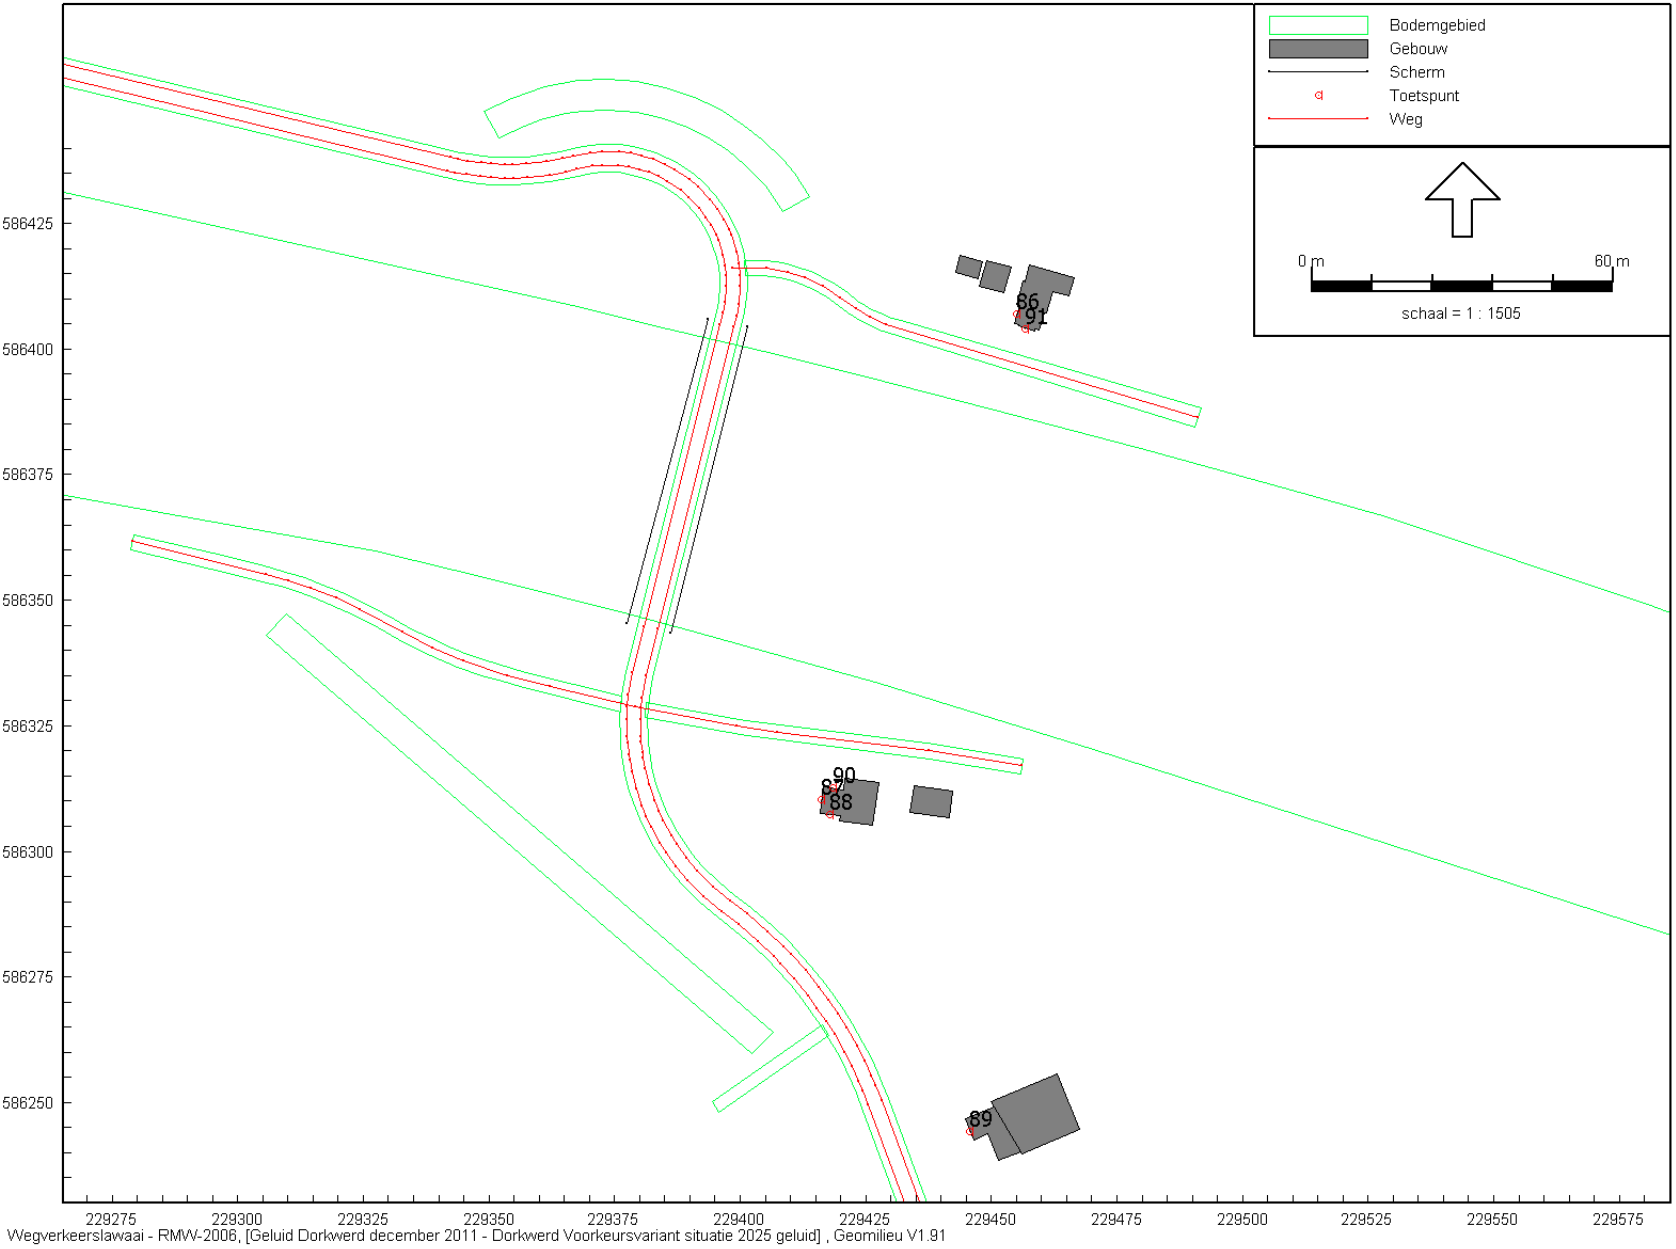 Bodemgebied
Gebouw
Scherm
Toetspunt
Weg
0 m 60 m
schaal = 1 : 1505
586425
586400
586375
586350
586325
586300
586275
586250
86
91
90
87
88
89
229275 229300 229325 229350 229375 229400 229425 229450 229475 229500 229525 229550 229575
Wegverkeerslawaai - RMW-2006, [Geluid Dorkwerd december 2011 - Dorkwerd Voorkeursvariant situatie 2025 geluid] , Geomilieu V1.91